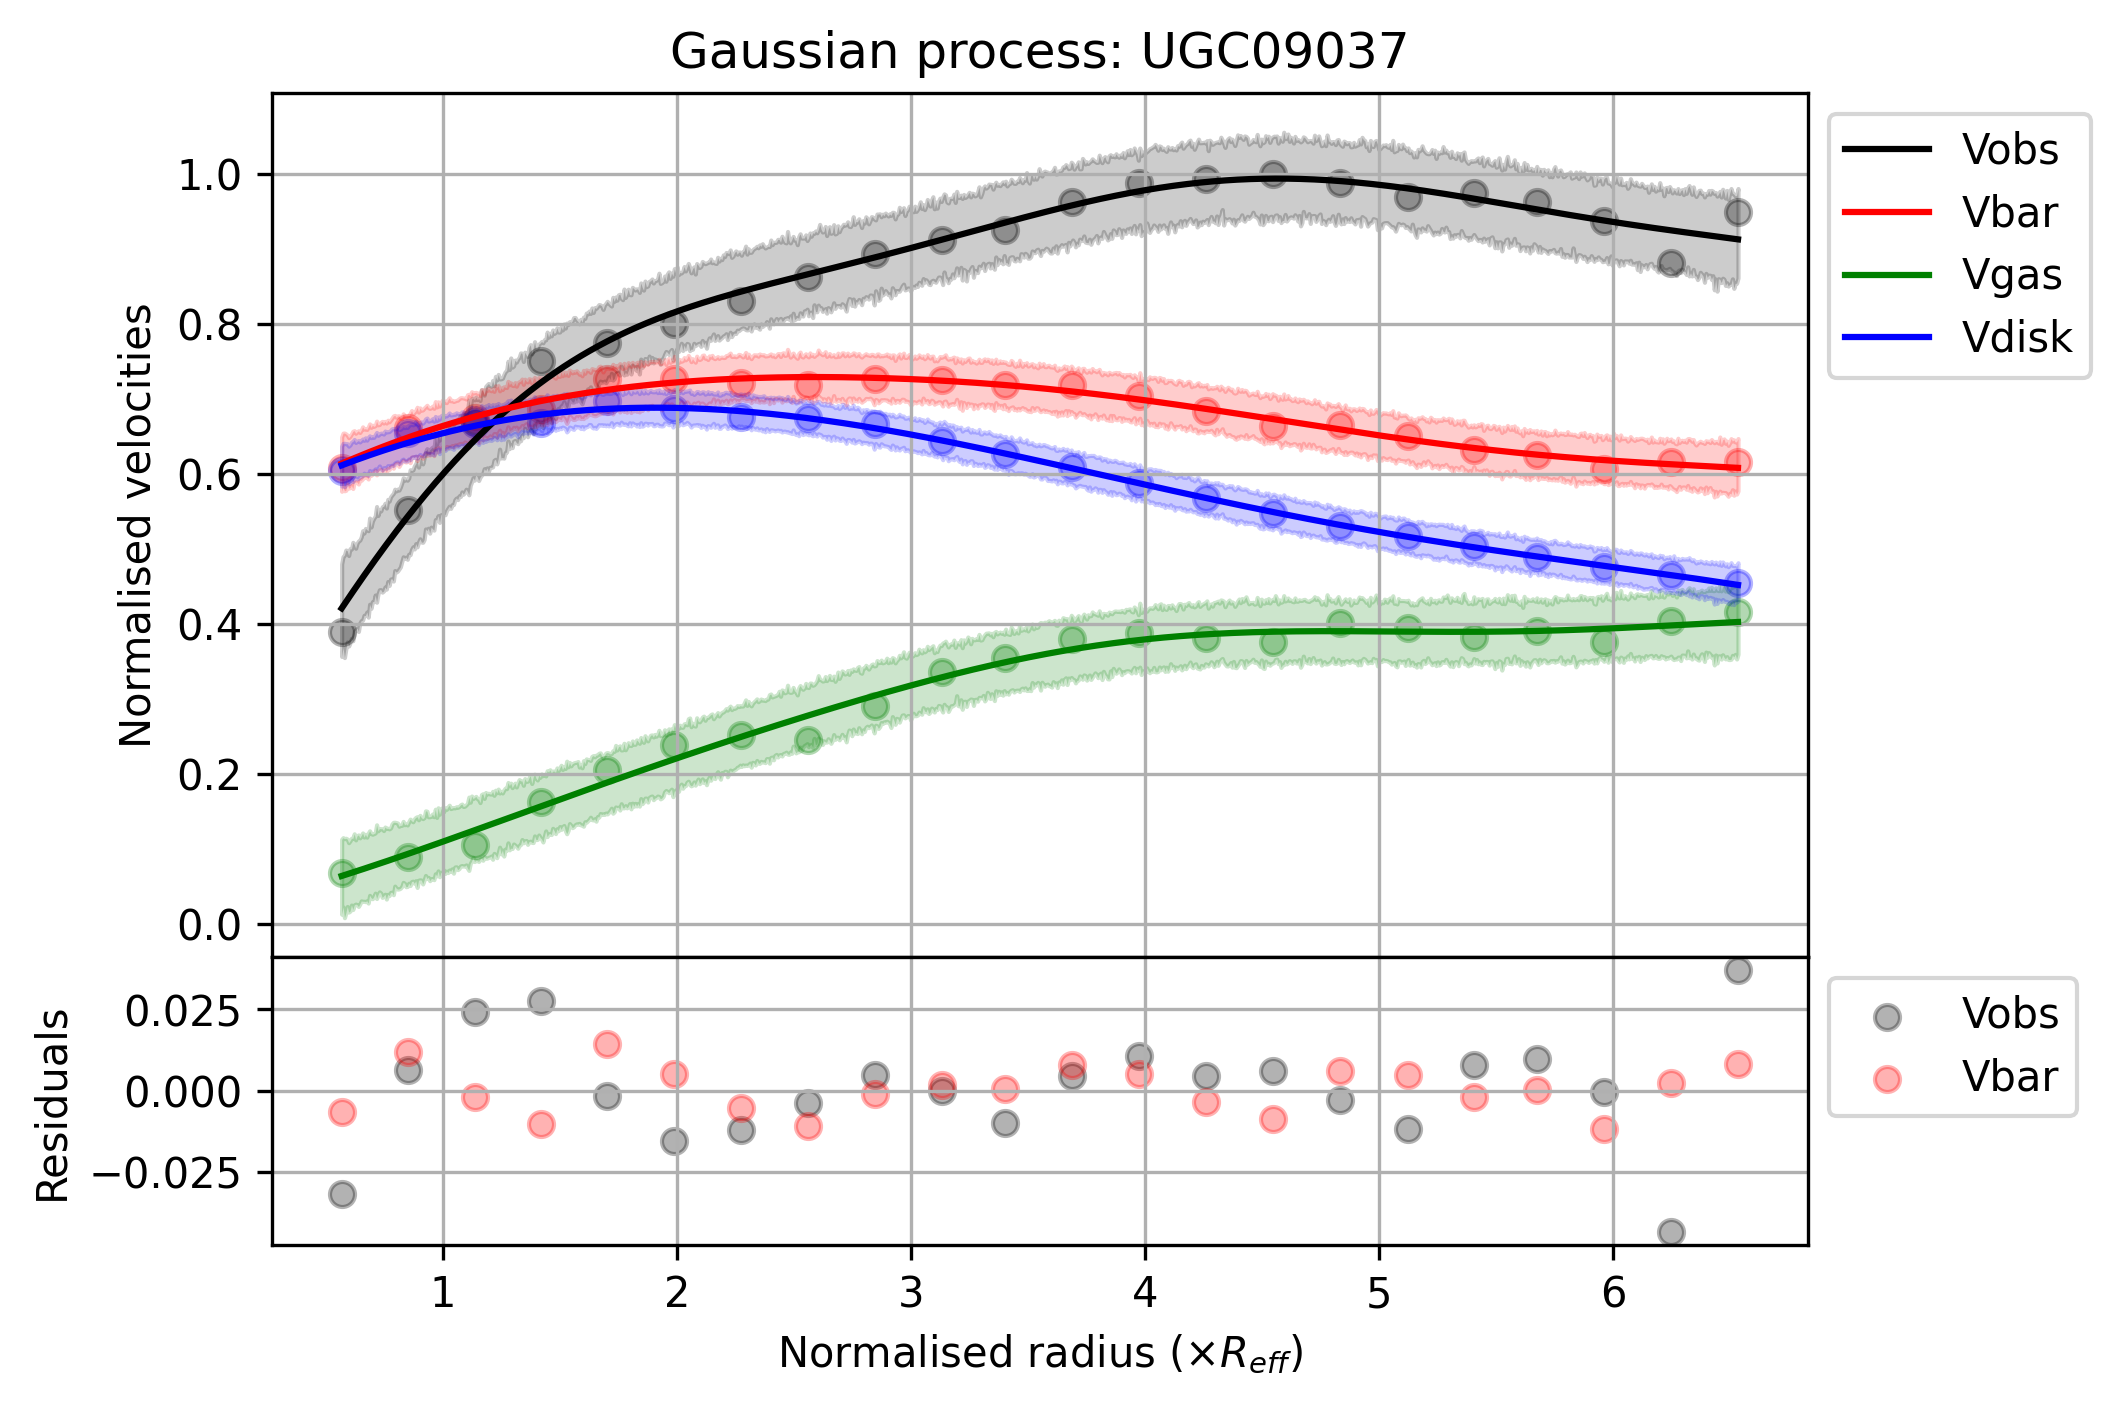 Gaussian process: UGC09037
Normalised velocities
1.0
0.8
0.6
0.4
0.2
0.0
Vobs
Vbar
Vgas
Vdisk
Residuals
0.025
0.000
−0.025
Vobs
Vbar
1 2 3 4 5 6
Normalised radius (×R_eff)